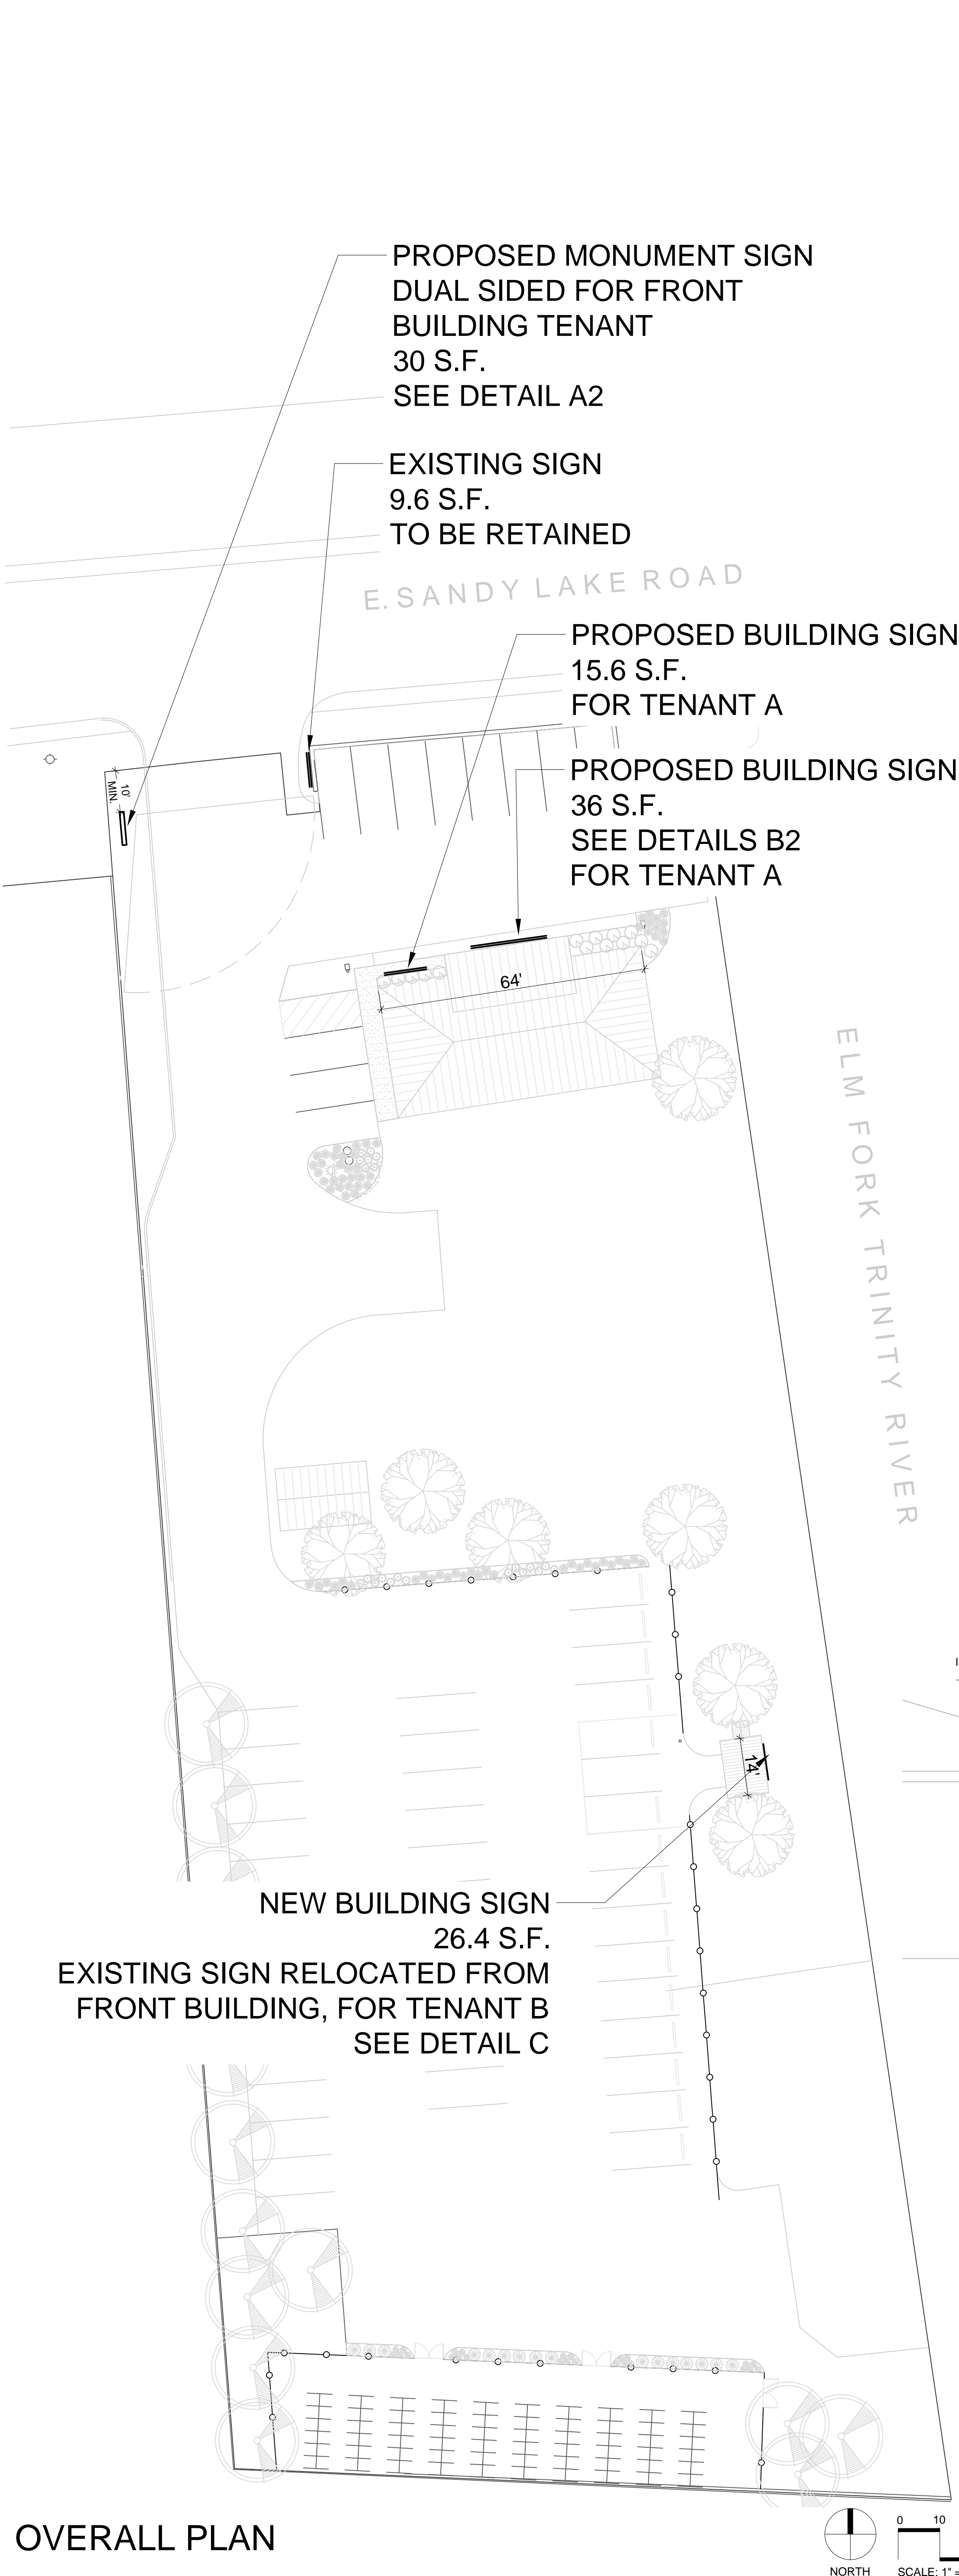 PROPOSED MONUMENT SIGN
DUAL SIDED FOR FRONT
BUILDING TENANT
30 S.F.
SEE DETAIL A2
EXISTING SIGN
9.6 S.F.
TO BE RETAINED
E. SANDY LAKE ROAD
PROPOSED BUILDING SIGN
15.6 S.F.
FOR TENANT A
PROPOSED BUILDING SIGN
36 S.F.
SEE DETAILS B2
FOR TENANT A
10'
MIN.
64'
ELM FORK TRINITY RIVER
14'
NEW BUILDING SIGN
26.4 S.F.
EXISTING SIGN RELOCATED FROM
FRONT BUILDING, FOR TENANT B
SEE DETAIL C
OVERALL PLAN
NORTH
0 10
SCALE: 1" =